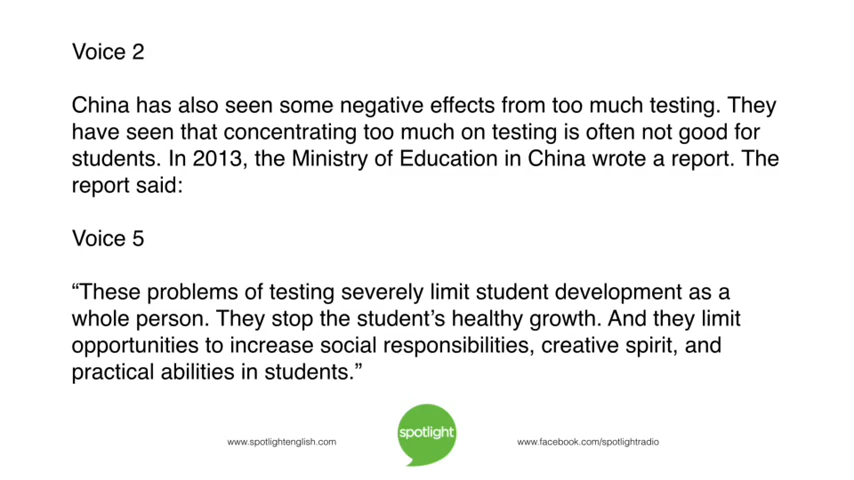 Voice 2
China has also seen some negative effects from too much testing. They
have seen that concentrating too much on testing is often not good for
students. In 2013, the Ministry of Education in China wrote a report. The
report said:
Voice 5
“These problems of testing severely limit student development as a
whole person. They stop the student’s healthy growth. And they limit
opportunities to increase social responsibilities, creative spirit, and
practical abilities in students.”
www.spotlightenglish.com
spotlight
www.facebook.com/spotlightradio